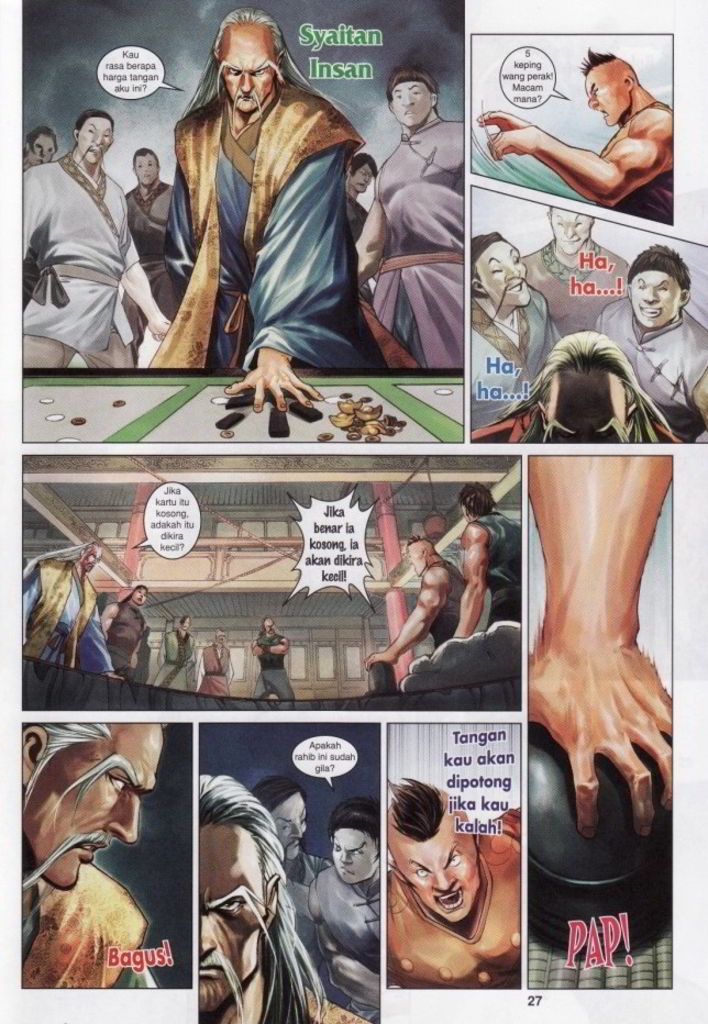 Syaitan
Insan
Kau
rasa berapa
harga tangan
aku ini?
5
keping
wang perak!
Macam
mana?
Ha,
ha...!
Ha,
ha...!
Jika
kartu itu
kosong,
adakah itu
dikira
kecil?
Jika
benar ia
kosong, ia
akan dikira
kecil!
PAP!
Bagus!
Apakah
rahib ini sudah
gila?
Tangan
kau akan
dipotong
jika kau
kalah!
27